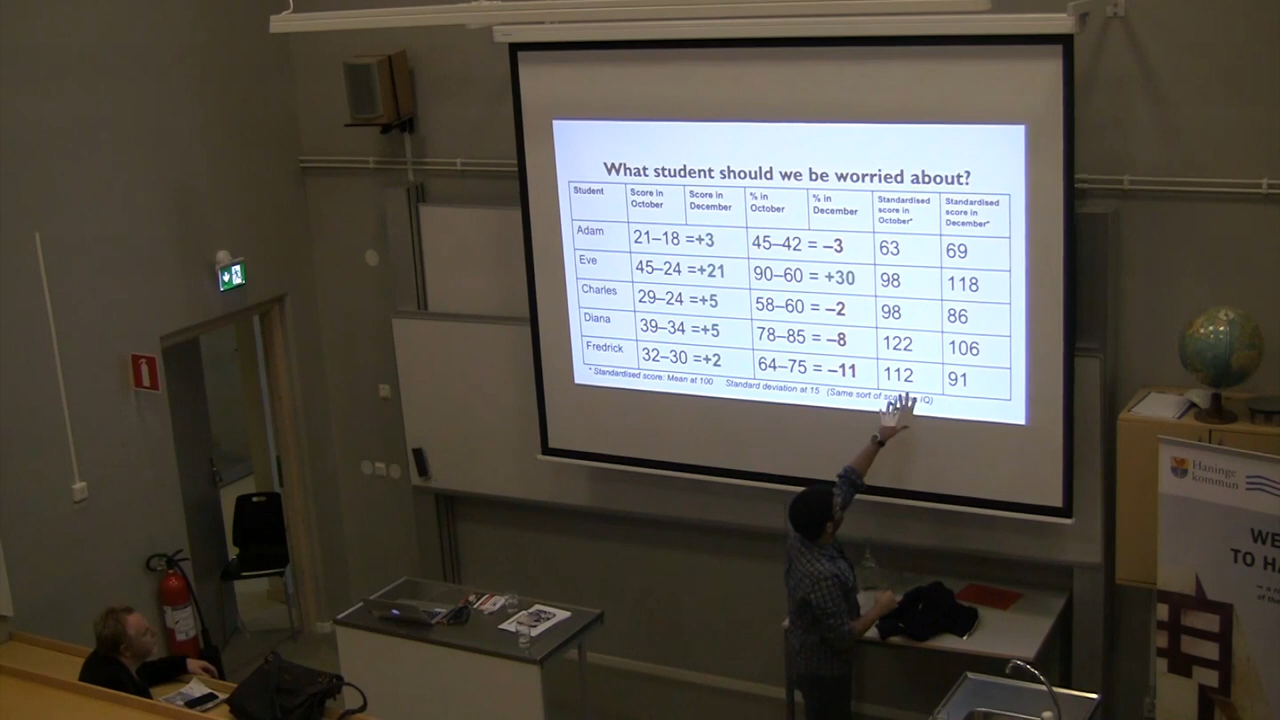 What student should we be worried about?
Student | Score in October | Score in December | % in October | % in December | Standardised score in October* | Standardised score in December*
Adam | 21–18 =+3 | 45–42 = –3 | 63 | 69
Eve | 45–24 =+21 | 90–60 = +30 | 98 | 118
Charles | 29–24 =+5 | 58–60 = –2 | 98 | 86
Diana | 39–34 =+5 | 78–85 = –8 | 122 | 106
Fredrick | 32–30 =+2 | 64–75 = –11 | 112 | 91
* Standardised score: Mean at 100 Standard deviation at 15 (Same sort of IQ)
Haninge
kommun
WE
TO HA